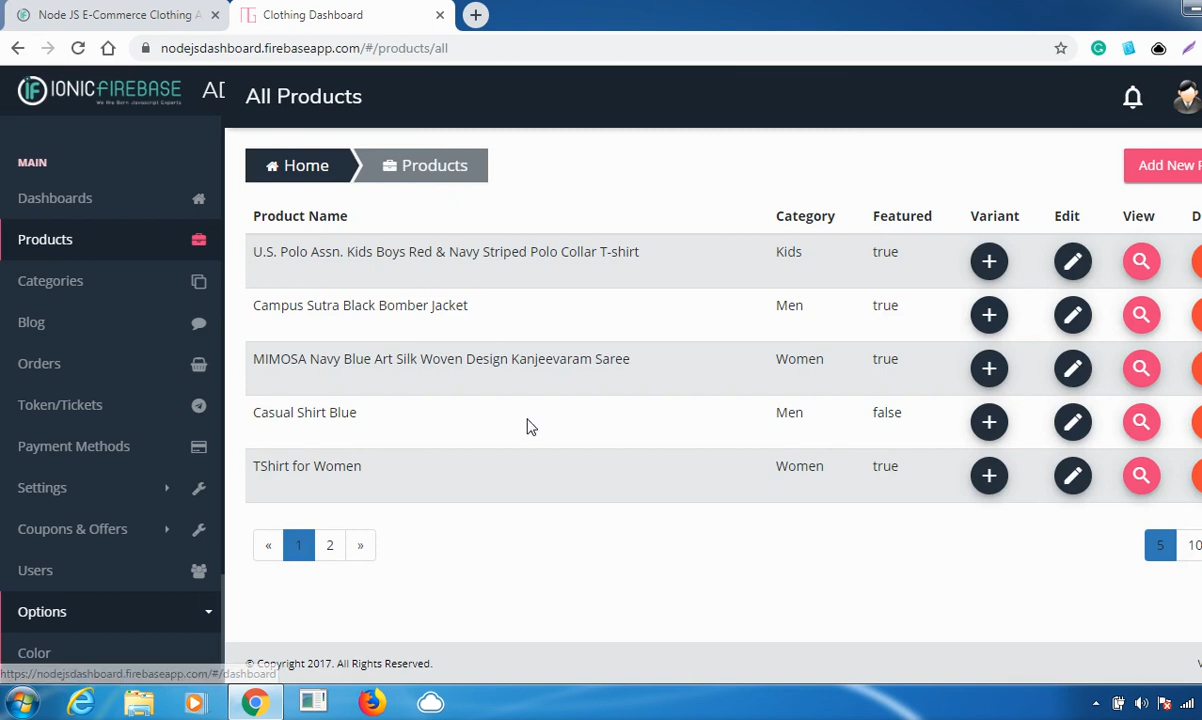 Node JS E-Commerce Clothing A
Clothing Dashboard
nodejsdashboard.firebaseapp.com/#/products/all
IF IONICFIREBASE
We Are Born Javascript Experts
AD
All Products
MAIN
Dashboards
Products
Categories
Blog
Orders
Token/Tickets
Payment Methods
Settings
Coupons & Offers
Users
Options
Color
Home
Products
Add New P
Product Name Category Featured Variant Edit View D
U.S. Polo Assn. Kids Boys Red & Navy Striped Polo Collar T-shirt Kids true
Campus Sutra Black Bomber Jacket Men true
MIMOSA Navy Blue Art Silk Woven Design Kanjeevaram Saree Women true
Casual Shirt Blue Men false
TShirt for Women Women true
« 1 2 » 5 10
© Copyright 2017. All Rights Reserved. V
https://nodejsdashboard.firebaseapp.com/#/dashboard